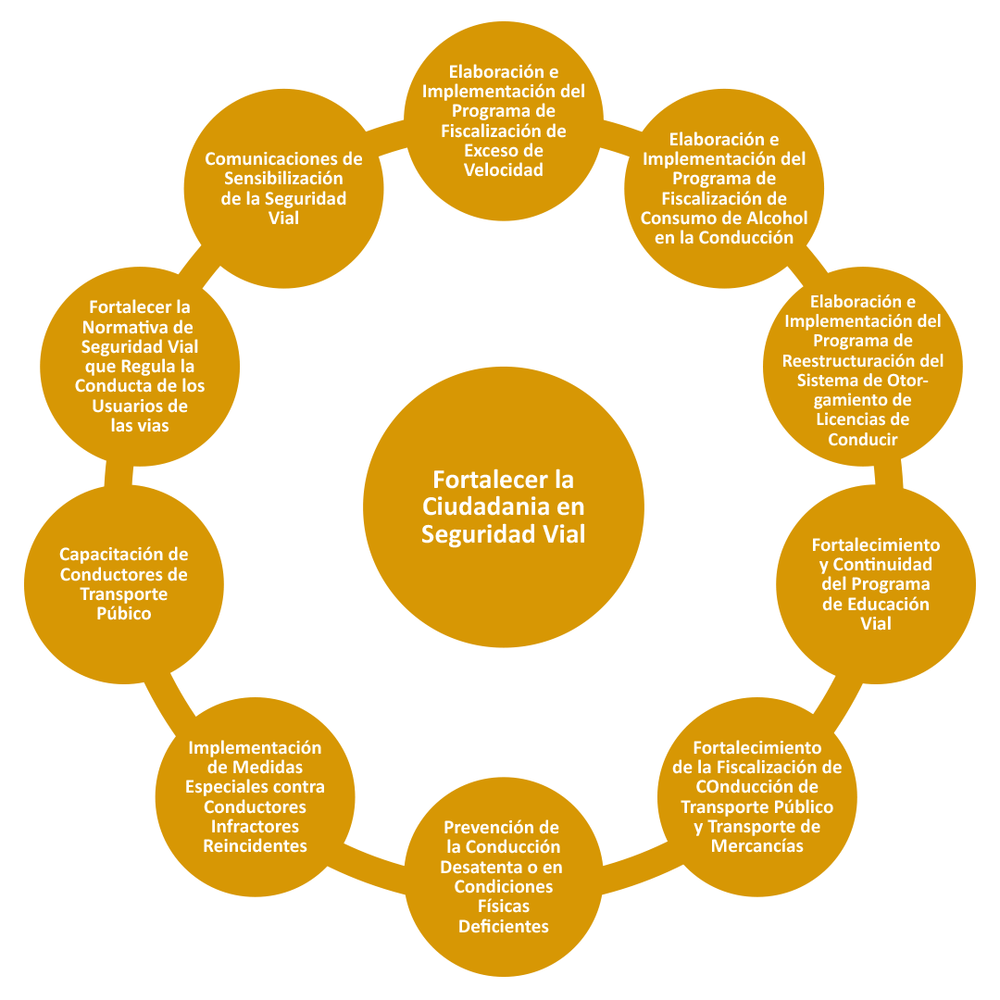 Elaboración e
Implementación del
Programa de
Fiscalización de
Exceso de
Velocidad
Elaboración e
Implementación del
Programa de
Fiscalización de
Consumo de Alcohol
en la Conducción
Elaboración e
Implementación del
Programa de
Reestructuración del
Sistema de Otor-
gamiento de
Licencias de
Conducir
Fortalecimiento
y Continuidad
del Programa
de Educación
Vial
Fortalecimiento
de la Fiscalización de
COnducción de
Transporte Público
y Transporte de
Mercancías
Prevención de
la Conducción
Desatenta o en
Condiciones
Físicas
Deficientes
Implementación
de Medidas
Especiales contra
Conductores
Infractores
Reincidentes
Capacitación de
Conductores de
Transporte
Púbico
Fortalecer la
Normativa de
Seguridad Vial
que Regula la
Conducta de los
Usuarios de
las vias
Comunicaciones de
Sensibilización
de la Seguridad
Vial
Fortalecer la
Ciudadania en
Seguridad Vial